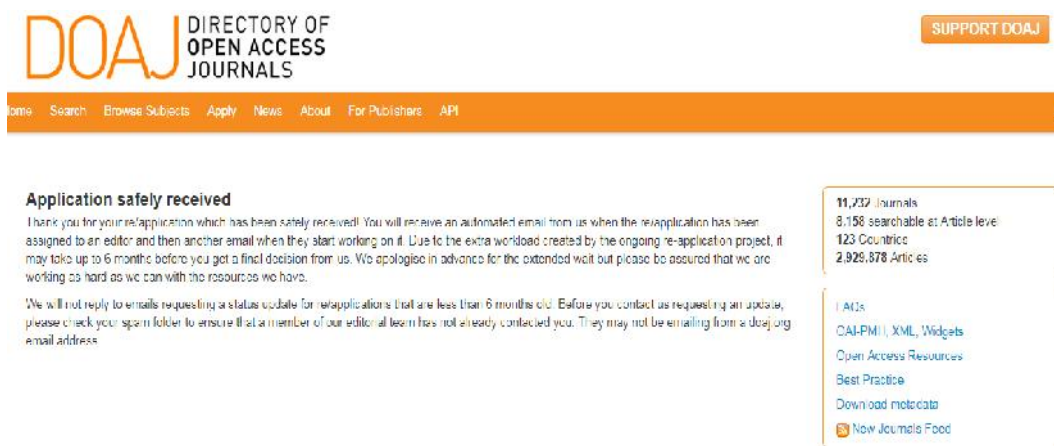 DOAJ
DIRECTORY OF
OPEN ACCESS
JOURNALS
SUPPORT DOAJ
ome Search Browse Subjects Apply News About For Publishers API
Application safely received
Thank you for your re/application which has been safely received! You will receive an automated email from us when the re/application has been
assigned to an editor and then another email when they start working on it. Due to the extra workload created by the ongoing re-application project, it
may take up to 6 months before you get a final decision from us. We apologise in advance for the extended wait but please be assured that we are
working as hard as we can with the resources we have.
We will not reply to emails requesting a status update for re/applications that are less than 6 months old. Before you contact us requesting an update,
please check your spam folder to ensure that a member of our editorial team has not already contacted you. They may not be emailing from a doaj.org
email address
11,232 Journals
8,158 searchable at Article level
123 Countries
2,929,878 Articles
FAQs
OAI-PMH, XML, Widgets
Open Access Resources
Best Practice
Download metadata
New Journals Feed